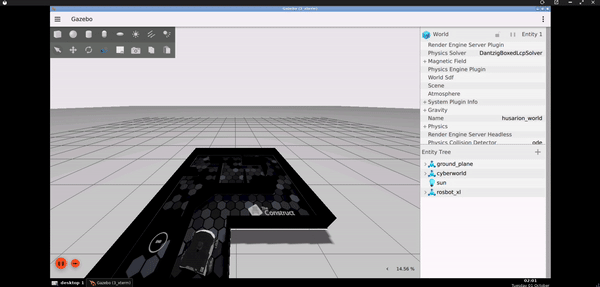 Gazebo (3_xterm)
Gazebo
World
Entity 1
Render Engine Server Plugin
Physics Solver DantzigBoxedLcpSolver
Magnetic Field
Physics Engine Plugin
World Sdf
Scene
Atmosphere
System Plugin Info
Gravity
Name husarion_world
Physics
Render Engine Server Headless
Physics Collision Detector ode
Entity Tree
ground_plane
cyberworld
sun
rosbot_xl
Construct
14.56 %
desktop 1
Gazebo (3_xterm)
02:01
Tuesday 01 October